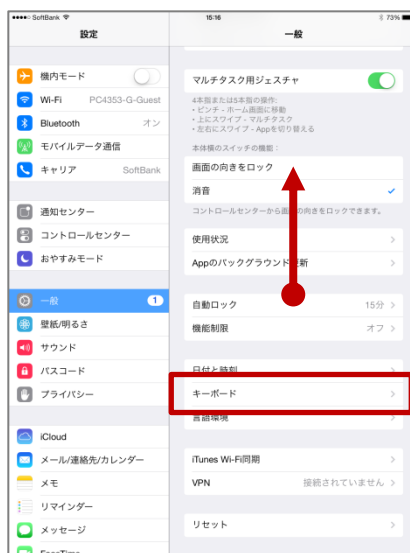 SoftBank 15:16 73%
設定
一般
機内モード
Wi-Fi PC4353-G-Guest
Bluetooth オン
モバイルデータ通信
キャリア SoftBank
通知センター
コントロールセンター
おやすみモード
一般 1
壁紙/明るさ
サウンド
パスコード
プライバシー
iCloud
メール/連絡先/カレンダー
メモ
リマインダー
メッセージ
FaceTime
マルチタスク用ジェスチャ
4本指または5本指の操作:
・ピンチ - ホーム画面に移動
・上にスワイプ - マルチタスク
・左右にスワイプ - Appを切り替える
本体横のスイッチの機能：
画面の向きをロック
消音
コントロールセンターから画の向きをロックできます。
使用状況
Appのバックグラウンド更新
自動ロック 15分
機能制限 オフ
日付と時刻
キーボード
言語環境
iTunes Wi-Fi同期
VPN 接続されていません
リセット